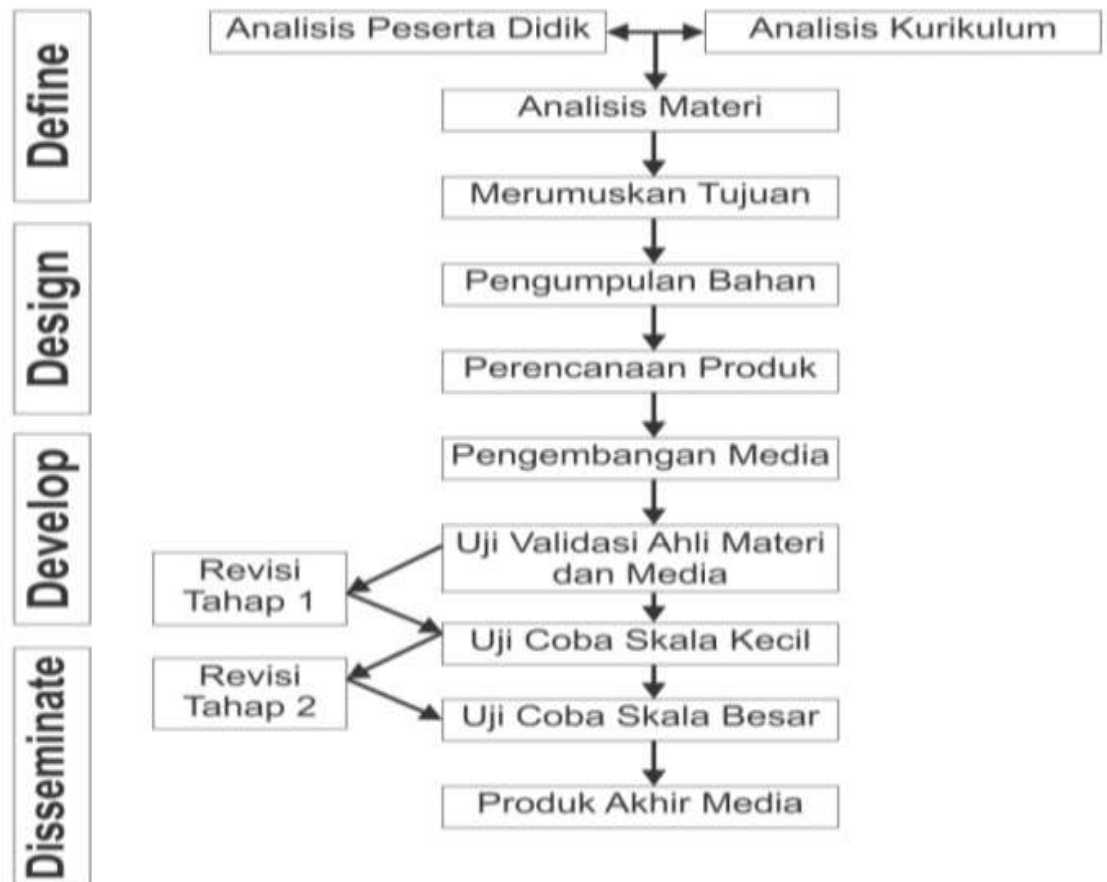 Define
Analisis Peserta Didik
Analisis Kurikulum
Analisis Materi
Merumuskan Tujuan
Design
Pengumpulan Bahan
Perencanaan Produk
Develop
Pengembangan Media
Uji Validasi Ahli Materi
dan Media
Revisi
Tahap 1
Uji Coba Skala Kecil
Disseminate
Revisi
Tahap 2
Uji Coba Skala Besar
Produk Akhir Media